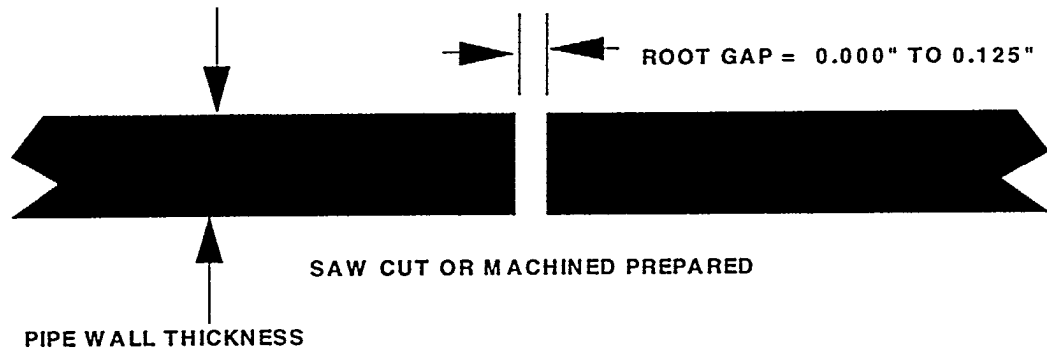 ROOT GAP = 0.000" TO 0.125"
SAW CUT OR MACHINED PREPARED
PIPE WALL THICKNESS